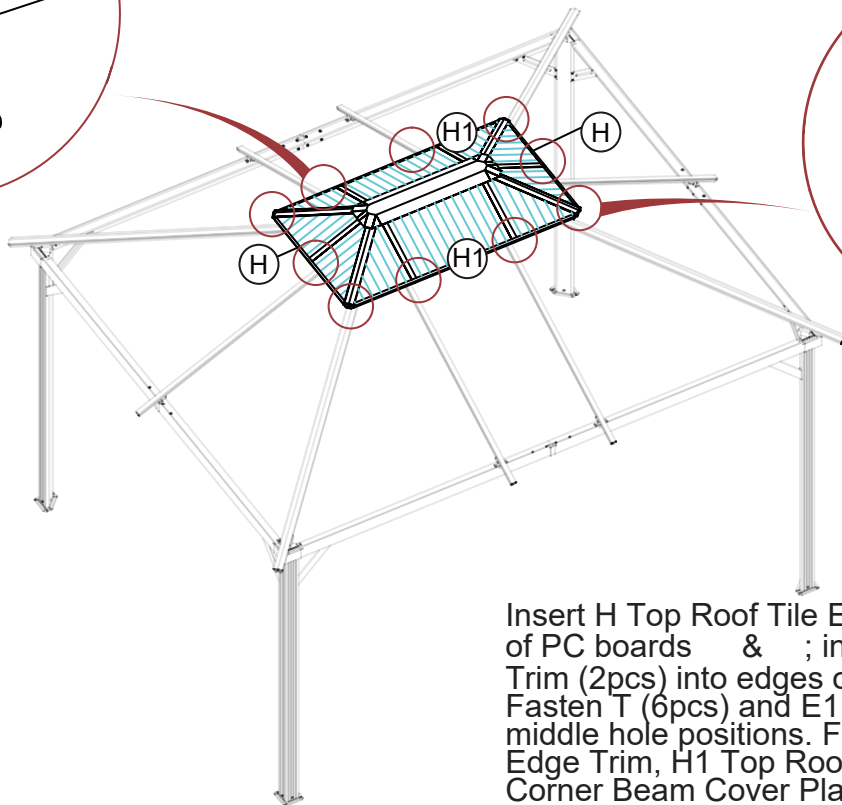 H1
H
H
H1
Insert H Top Roof Tile
of PC boards & ; in
Trim (2pcs) into edges
Fasten T (6pcs) and E1
middle hole positions.
Edge Trim, H1 Top Roo
Corner Beam Cover Pla